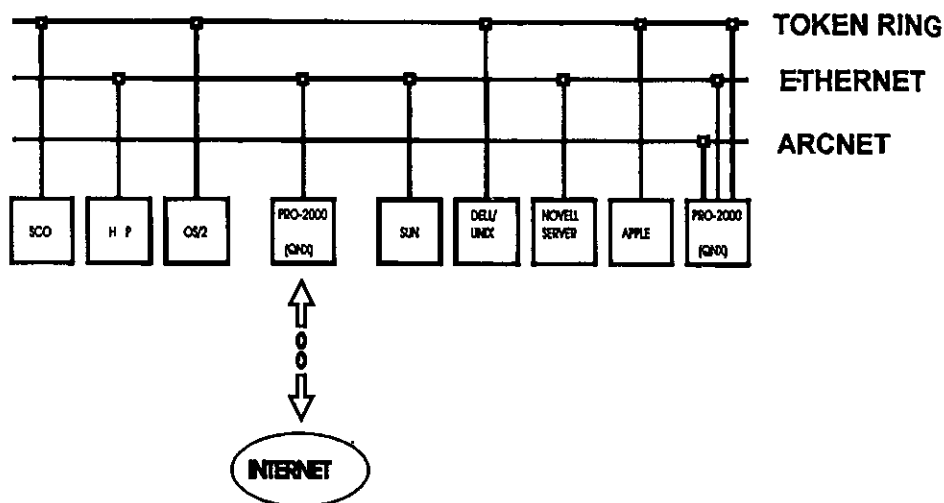 TOKEN RING
ETHERNET
ARCNET
SCO
H P
OS/2
PRO-2000
(QNX)
SUN
DELL/
UNIX
NOVELL
SERVER
APPLE
PRO-2000
(QNX)
INTERNET